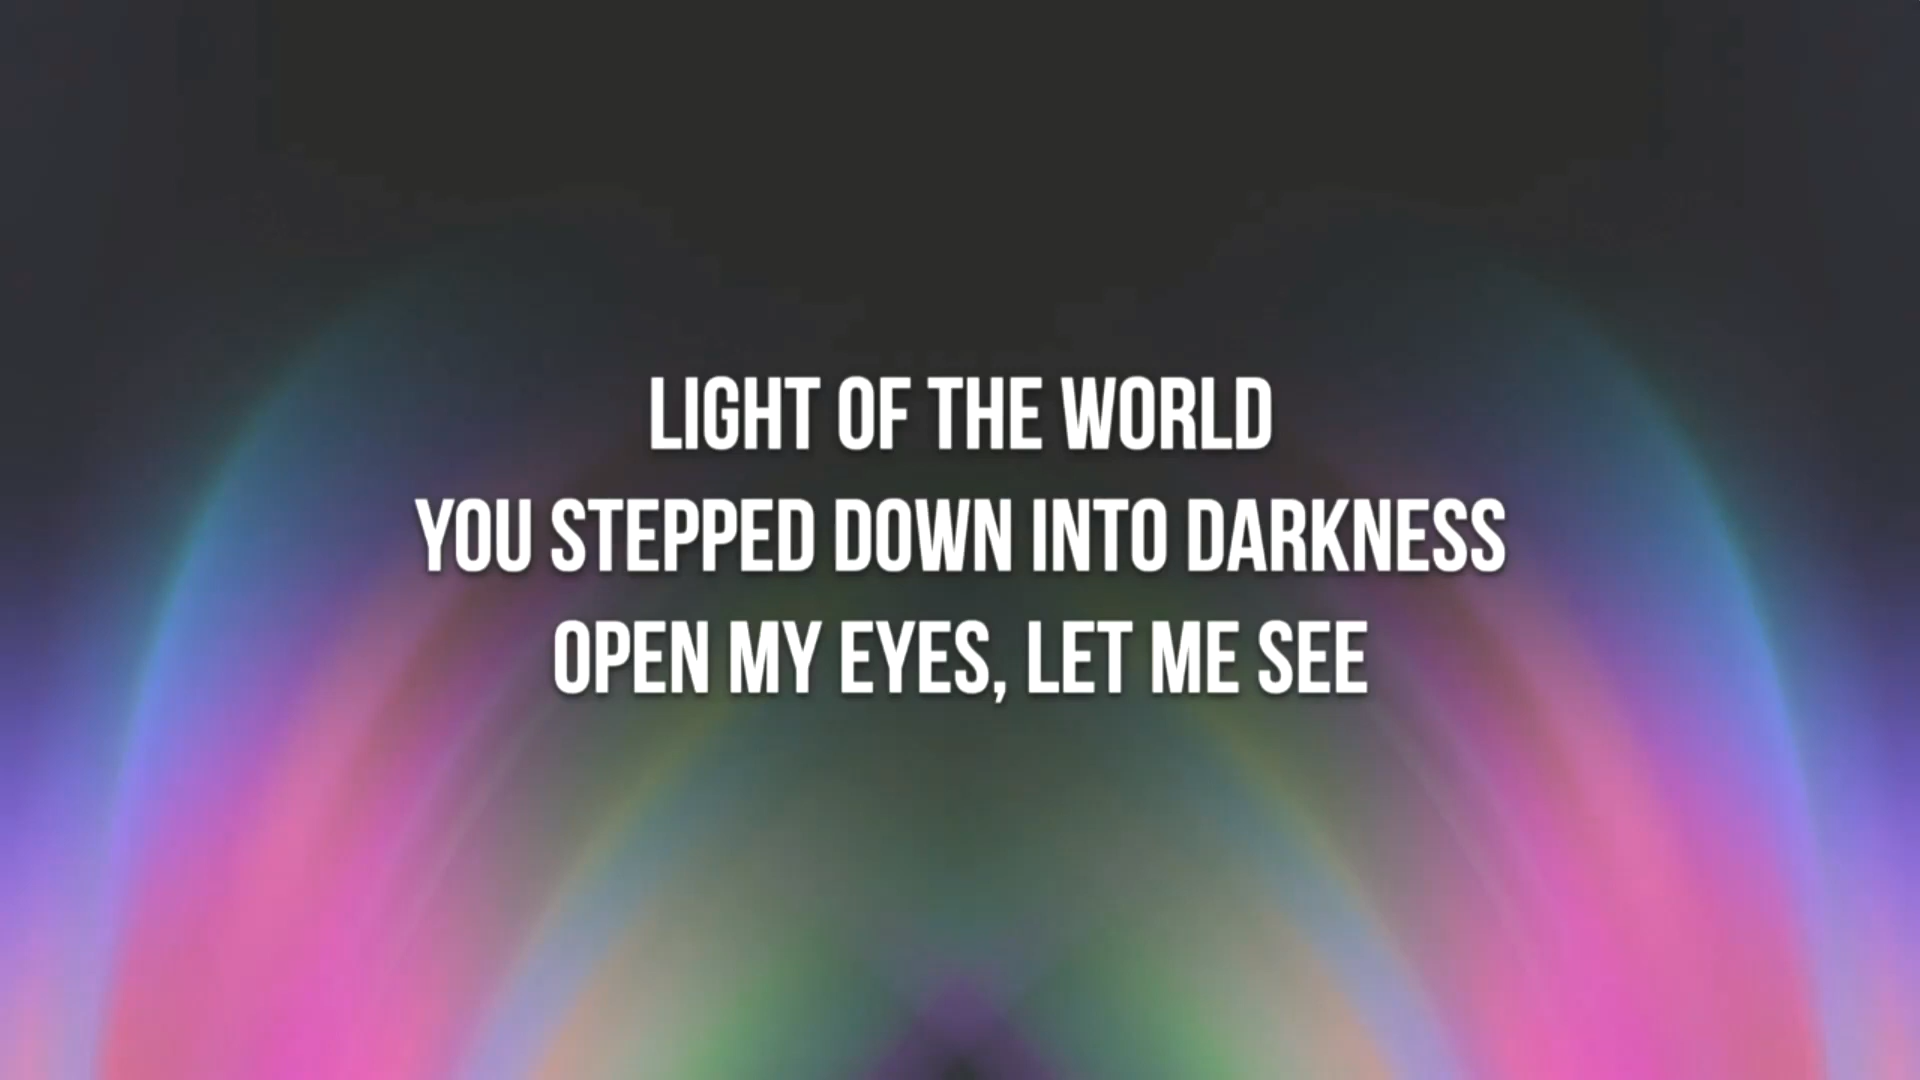 LIGHT OF THE WORLD
YOU STEPPED DOWN INTO DARKNESS
OPEN MY EYES, LET ME SEE